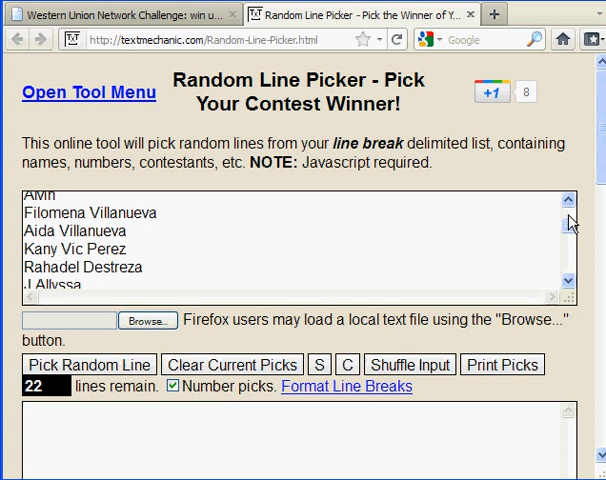 Western Union Network Challenge: win u...
Random Line Picker - Pick the Winner of Y...
http://textmechanic.com/Random-Line-Picker.html
Google
Open Tool Menu
Random Line Picker - Pick
Your Contest Winner!
+1
8
This online tool will pick random lines from your line break delimited list, containing
names, numbers, contestants, etc. NOTE: Javascript required.
Filomena Villanueva
Aida Villanueva
Kany Vic Perez
Rahadel Destreza
J Allyssa
Browse... Firefox users may load a local text file using the "Browse..."
button.
Pick Random Line Clear Current Picks S C Shuffle Input Print Picks
22 lines remain. Number picks. Format Line Breaks